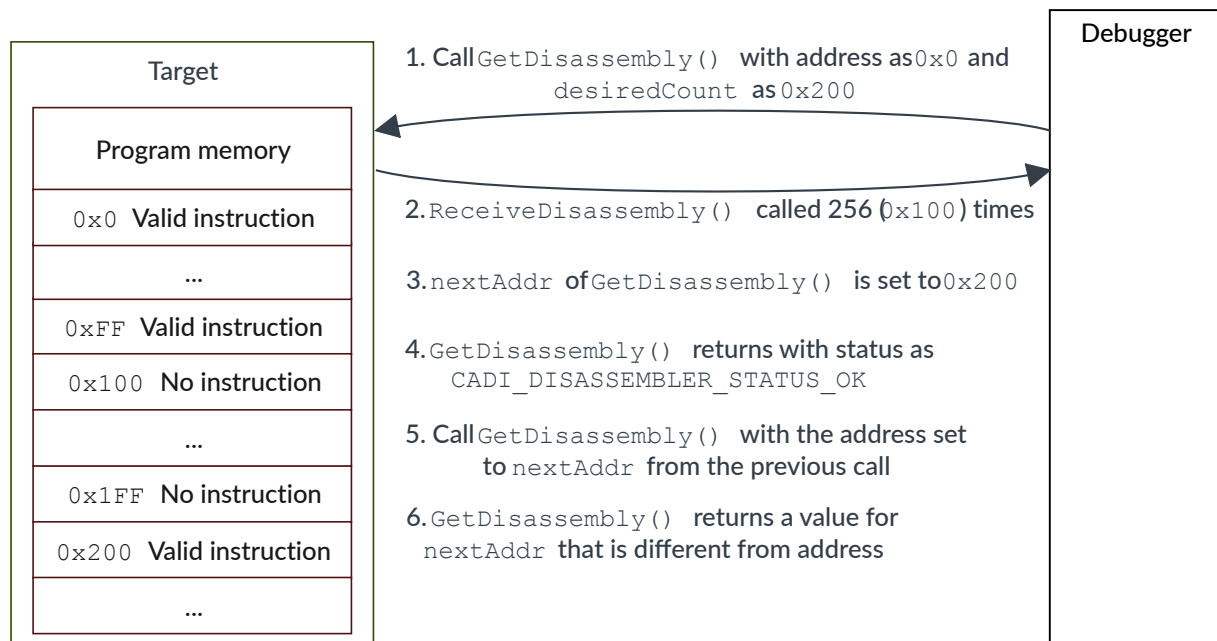 Target
Program memory
0x0 Valid instruction
...
0xFF Valid instruction
0x100 No instruction
...
0x1FF No instruction
0x200 Valid instruction
...
1. Call GetDisassembly() with address as 0x0 and
desiredCount as 0x200
2. ReceiveDisassembly() called 256 (0x100) times
3. nextAddr of GetDisassembly() is set to 0x200
4. GetDisassembly() returns with status as
CADI_DISASSEMBLER_STATUS_OK
5. Call GetDisassembly() with the address set
to nextAddr from the previous call
6. GetDisassembly() returns a value for
nextAddr that is different from address
Debugger